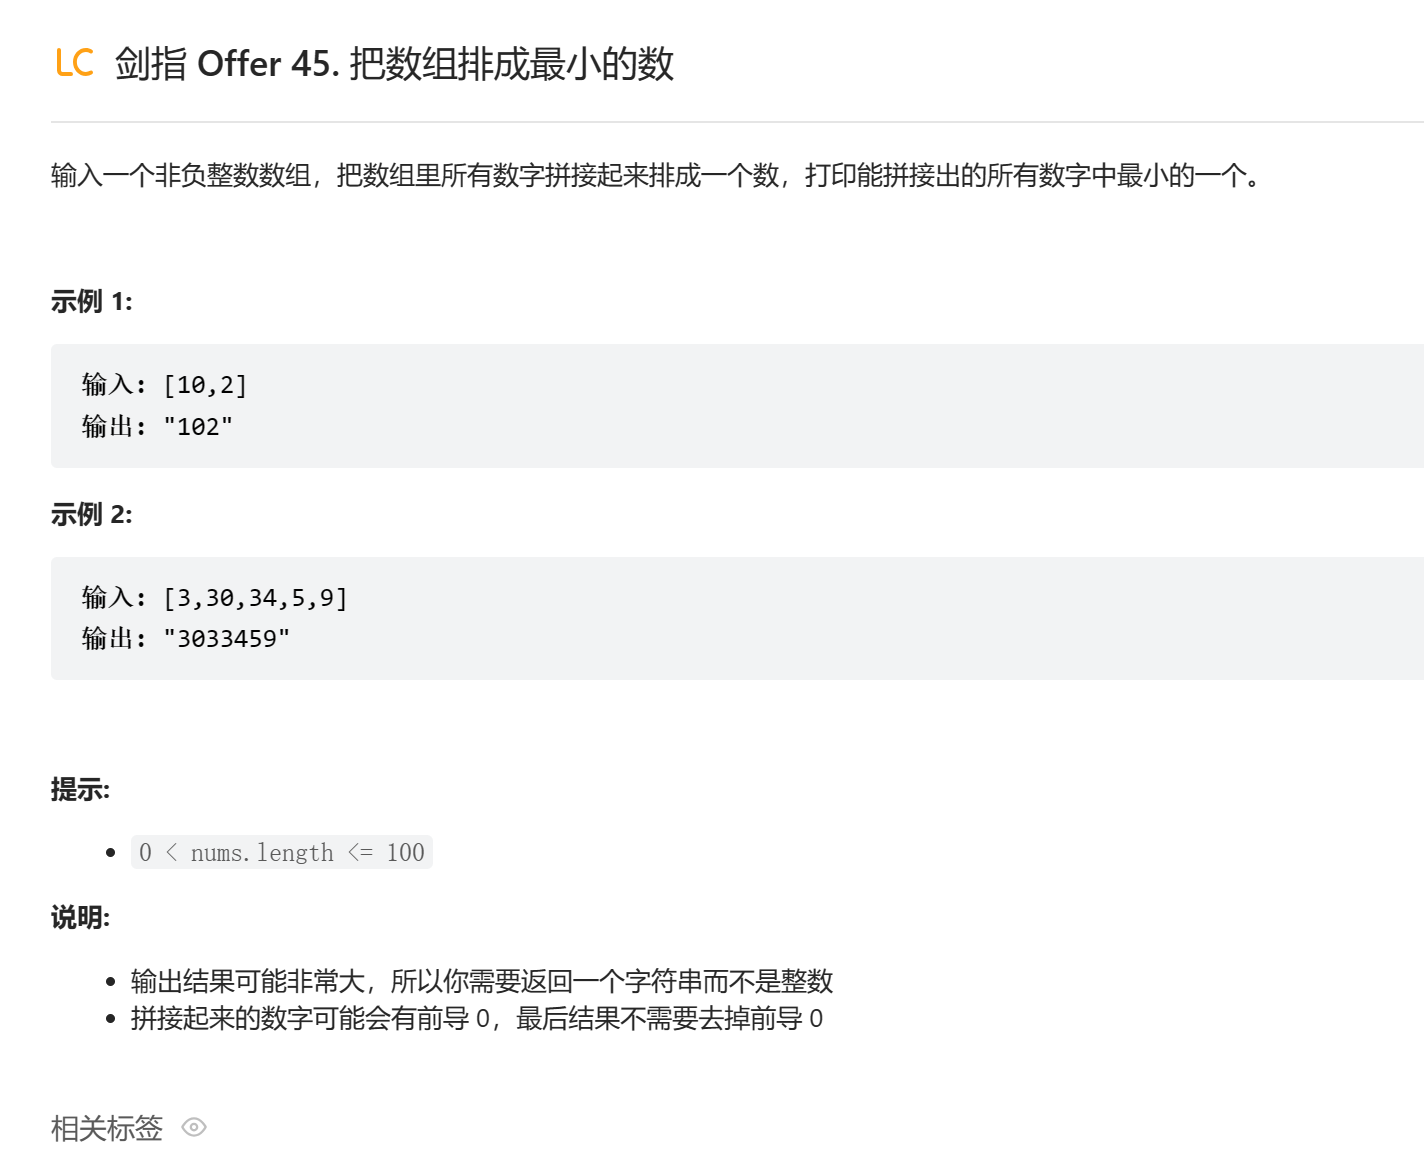 LC 剑指 Offer 45. 把数组排成最小的数
输入一个非负整数数组，把数组里所有数字拼接起来排成一个数，打印能拼接出的所有数字中最小的一个。
示例 1:
输入: [10,2]
输出: "102"
示例 2:
输入: [3,30,34,5,9]
输出: "3033459"
提示:
• 0 < nums.length <= 100
说明:
• 输出结果可能非常大，所以你需要返回一个字符串而不是整数
• 拼接起来的数字可能会有前导 0，最后结果不需要去掉前导 0
相关标签